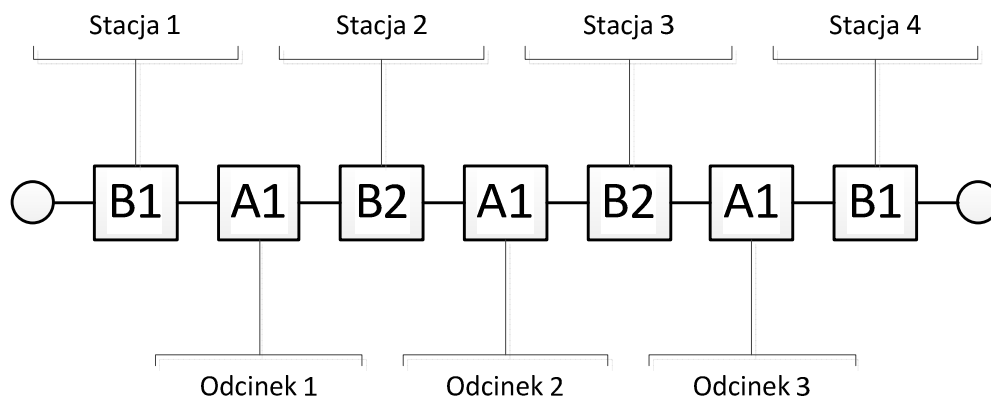 Stacja 1 Stacja 2 Stacja 3 Stacja 4
B1 A1 B2 A1 B2 A1 B1
Odcinek 1 Odcinek 2 Odcinek 3